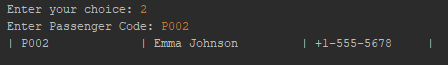 Enter your choice: 2
Enter Passenger Code: P002
| P002 | Emma Johnson | +1-555-5678 |